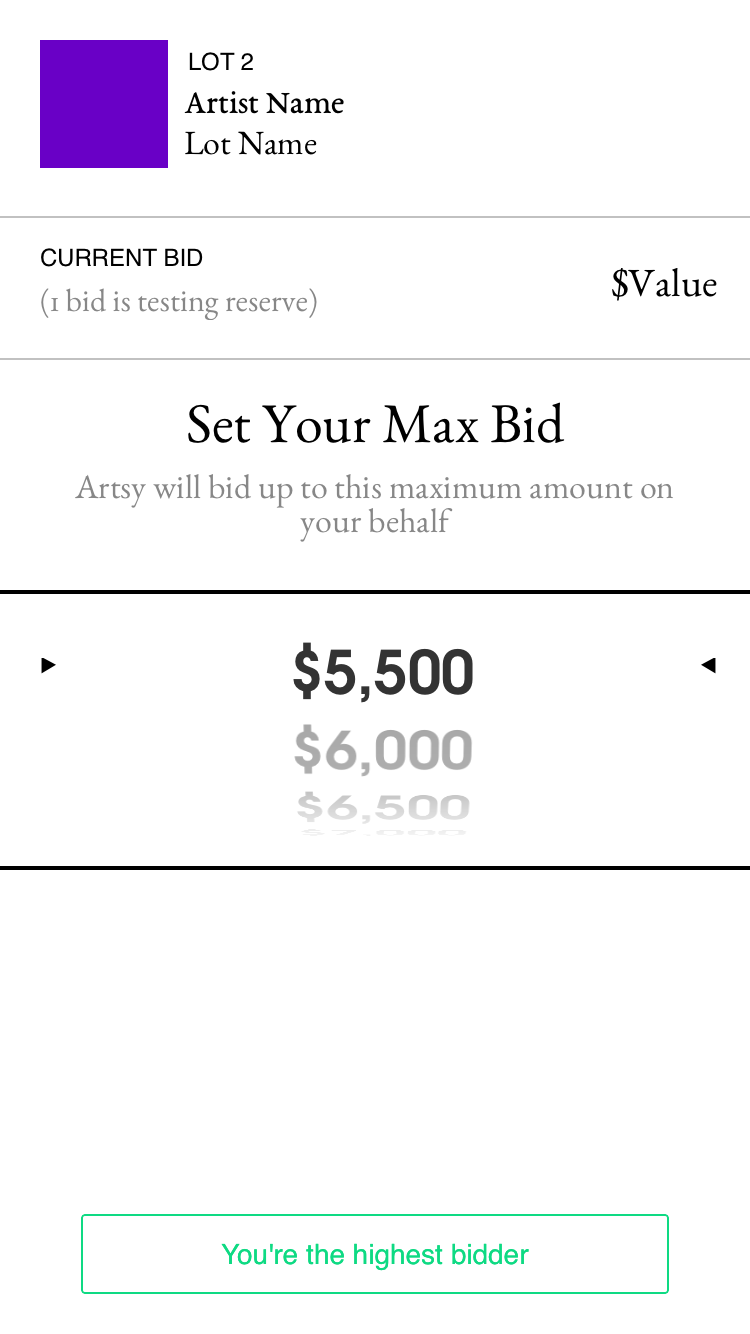 LOT 2
Artist Name
Lot Name
CURRENT BID
(1 bid is testing reserve)
$Value
Set Your Max Bid
Artsy will bid up to this maximum amount on
your behalf
$5,500
$6,000
$6,500
$7,000
You're the highest bidder